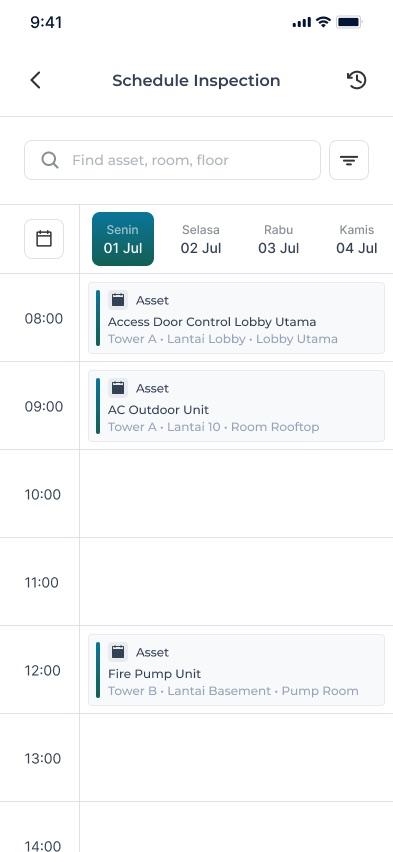 9:41
Schedule Inspection
Find asset, room, floor
Senin
01 Jul
Selasa
02 Jul
Rabu
03 Jul
Kamis
04 Jul
08:00
Asset
Access Door Control Lobby Utama
Tower A • Lantai Lobby • Lobby Utama
09:00
Asset
AC Outdoor Unit
Tower A • Lantai 10 • Room Rooftop
10:00
11:00
12:00
Asset
Fire Pump Unit
Tower B • Lantai Basement • Pump Room
13:00
14:00